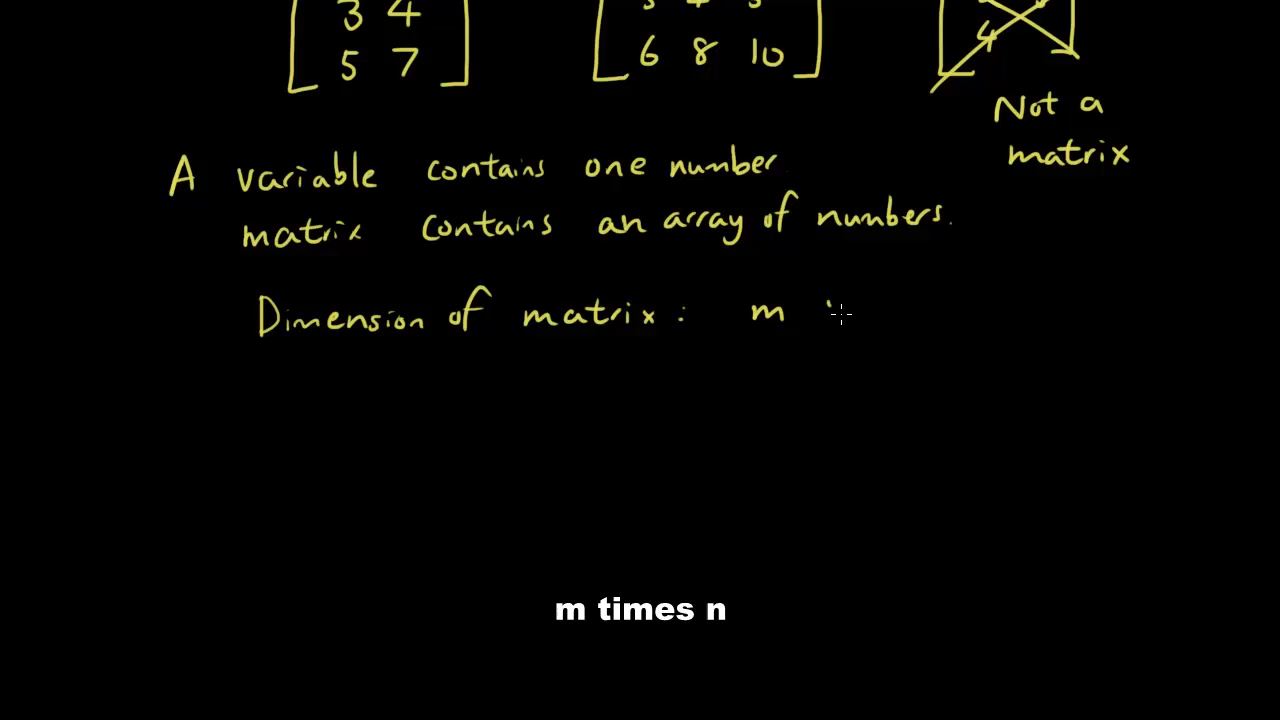 3 4
5 7
6 8 10
4
Not a
matrix
A variable contains one number
matrix contains an array of numbers.
Dimension of matrix : m
m times n